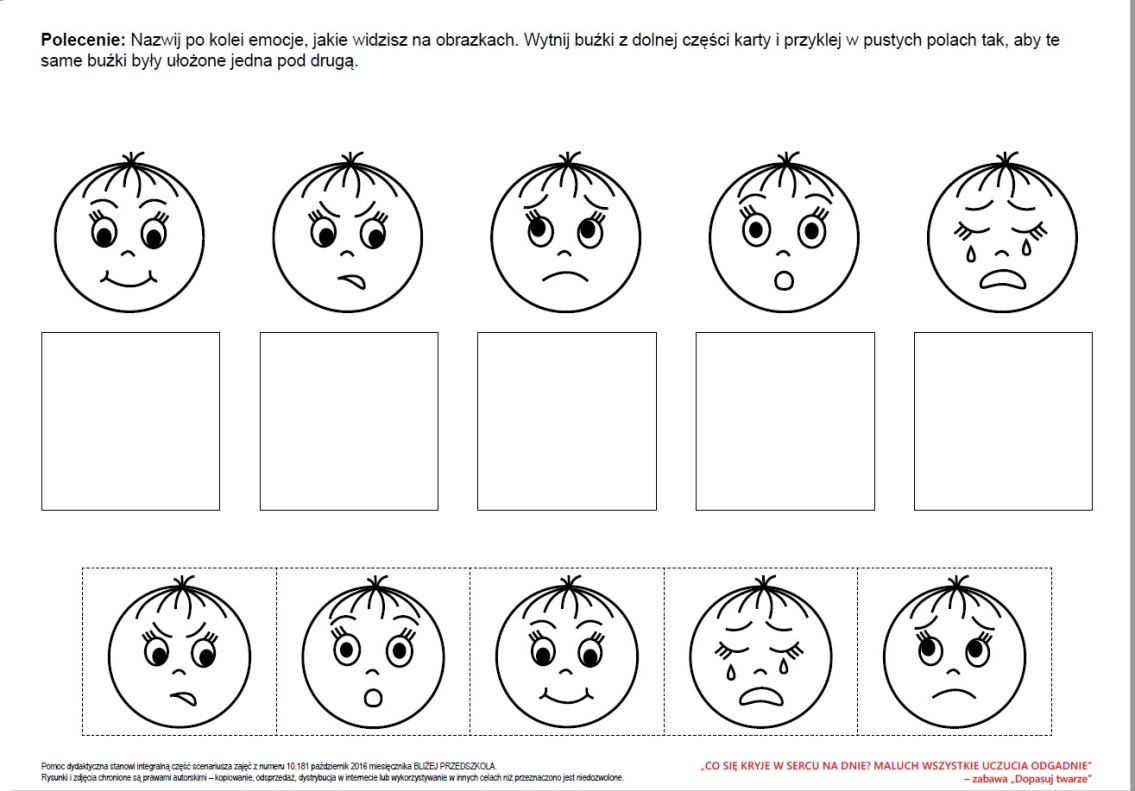 Polecenie: Nazwij po kolei emocje, jakie widzisz na obrazkach. Wytnij buźki z dolnej części karty i przyklej w pustych polach tak, aby te
same buźki były ułożone jedna pod drugą.
Pomoc dydaktyczna stanowi integralną część scenariusza zajęć z numeru 10.181 październik 2016 miesięcznika BLIŻEJ PRZEDSZKOLA.
Rysunki i zdjęcia chronione są prawami autorskimi – kopiowanie, odsprzedaż, dystrybucja w internecie lub wykorzystywanie w innych celach niż przeznaczono jest niedozwolone.
„CO SIĘ KRYJE W SERCU NA DNIE? MALUCH WSZYSTKIE UCZUCIA ODGADNIE”
– zabawa „Dopasuj twarze”